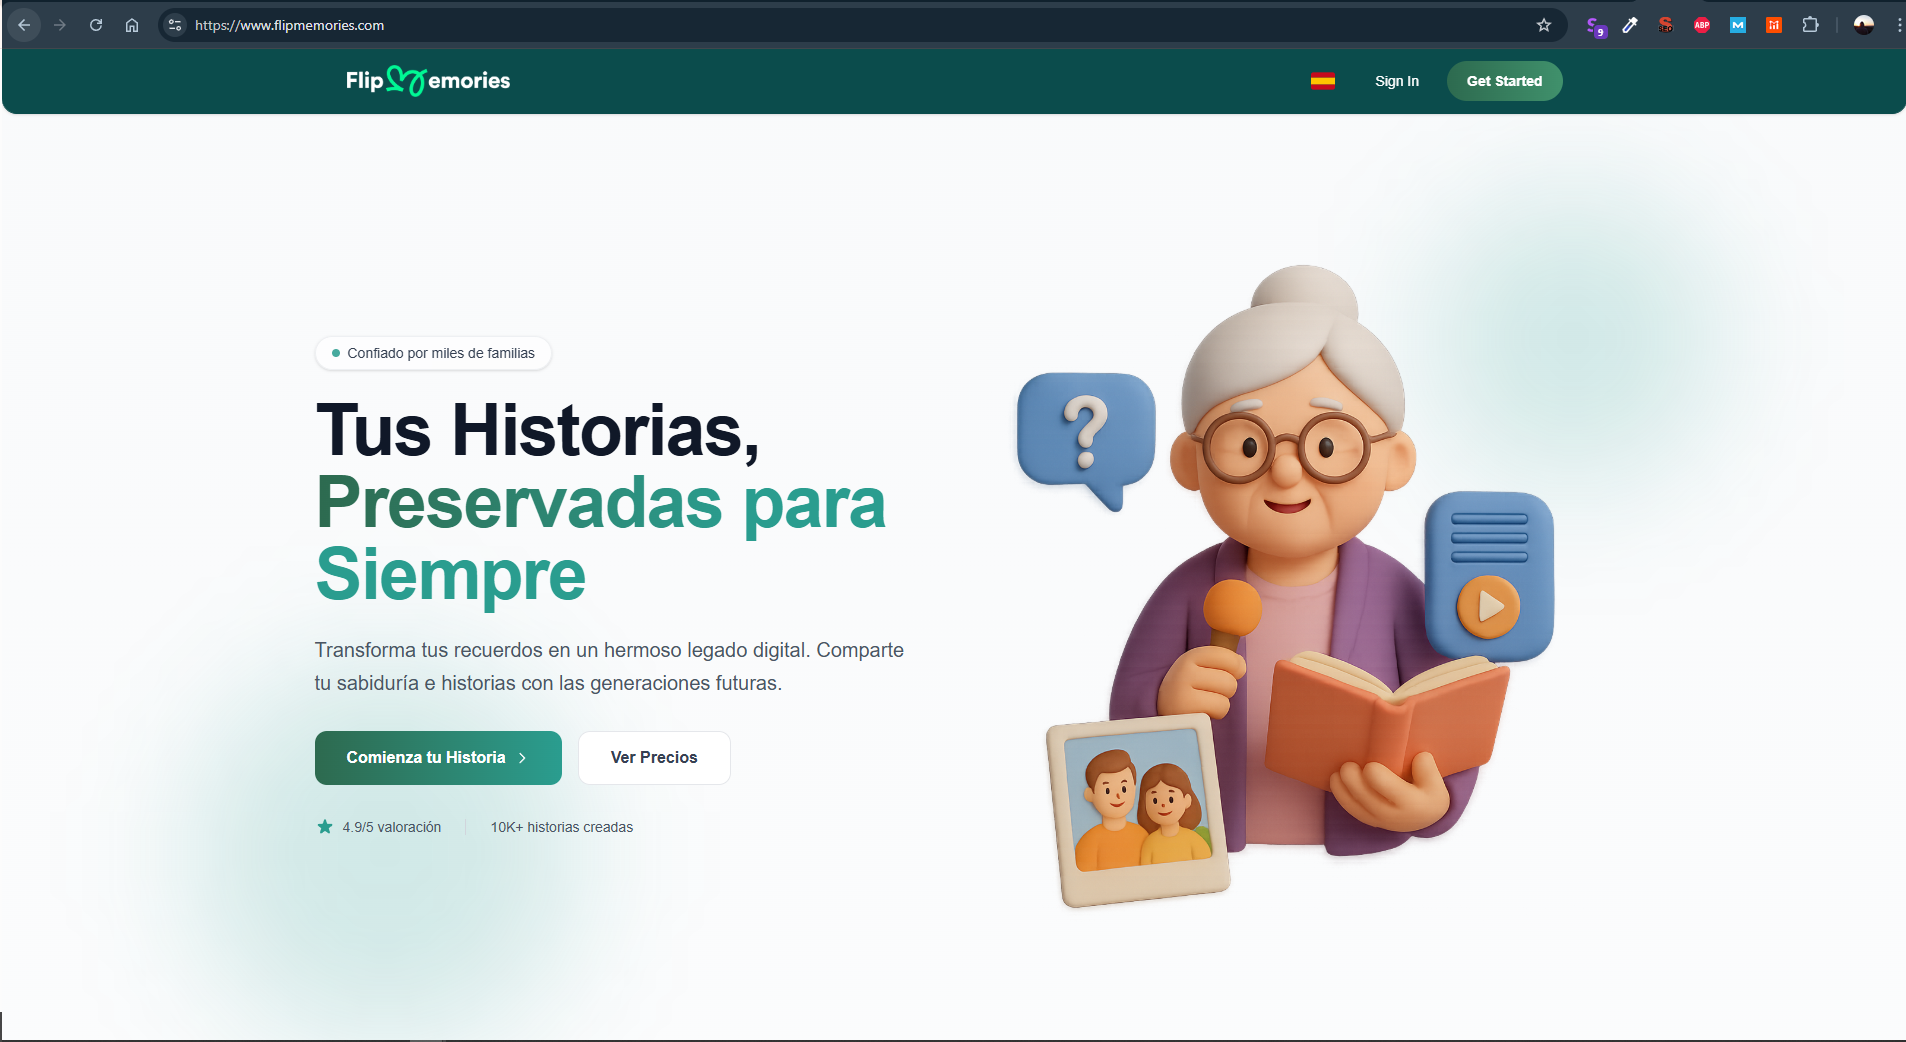 https://www.flipmemories.com
9
ABP
Flip emories
Sign In
Get Started
Confiado por miles de familias
Tus Historias,
Preservadas para
Siempre
Transforma tus recuerdos en un hermoso legado digital. Comparte
tu sabiduría e historias con las generaciones futuras.
Comienza tu Historia
Ver Precios
4.9/5 valoración
10K+ historias creadas
?